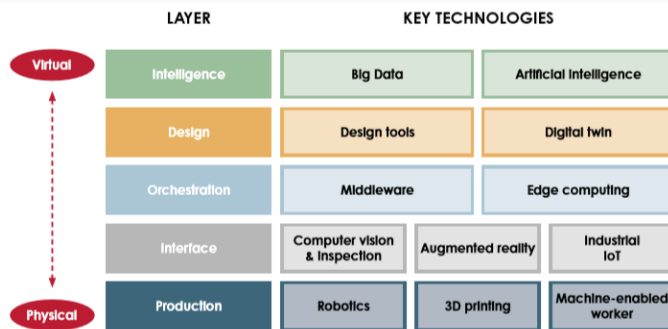 LAYER KEY TECHNOLOGIES
Virtual
Intelligence Big Data Artificial Intelligence
Design Design tools Digital twin
Orchestration Middleware Edge computing
Interface Computer vision
& Inspection Augmented reality Industrial
IoT
Production Robotics 3D printing Machine-enabled
worker
Physical